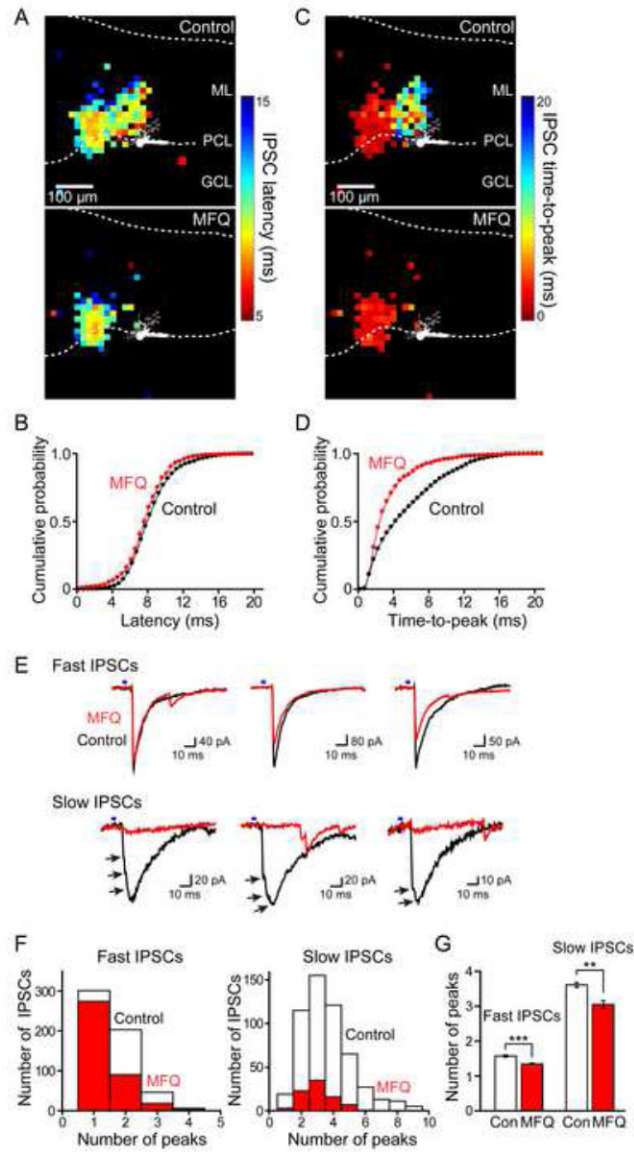 A
Control
ML
PCL
GCL
100 µm
MFQ
15
IPSC latency (ms)
5
C
Control
ML
PCL
GCL
100 µm
MFQ
20
IPSC time-to-peak (ms)
0
B
Cumulative probability
1.0
0.5
0
MFQ
Control
0 4 8 12 16 20
Latency (ms)
D
Cumulative probability
1.0
0.5
0
MFQ
Control
0 4 8 12 16 20
Time-to-peak (ms)
E
Fast IPSCs
MFQ
Control
40 pA
10 ms
80 pA
10 ms
50 pA
10 ms
Slow IPSCs
20 pA
10 ms
20 pA
10 ms
10 pA
10 ms
F
Fast IPSCs
Number of IPSCs
300
200
100
0
Control
MFQ
0 1 2 3 4 5
Number of peaks
Slow IPSCs
Number of IPSCs
150
100
50
0
Control
MFQ
2 4 6 8 10
Number of peaks
G
Slow IPSCs
**
Fast IPSCs
***
Number of peaks
4
3
2
1
0
Con MFQ
Con MFQ